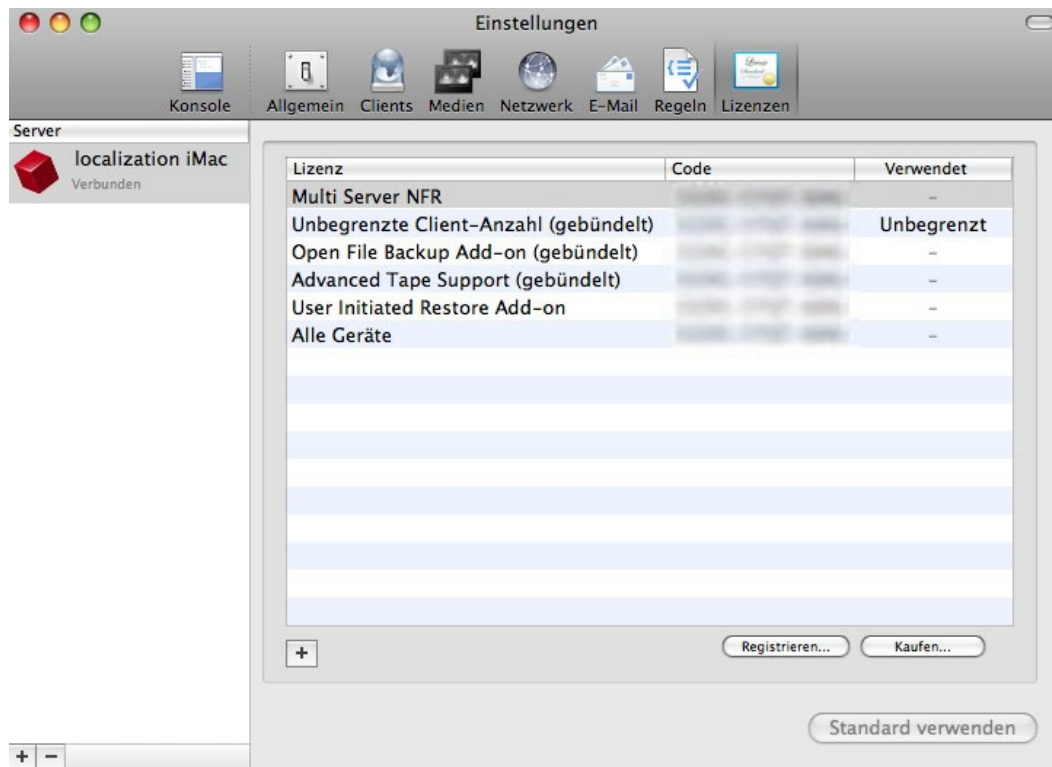 Einstellungen
Konsole Allgemein Clients Medien Netzwerk E-Mail Regeln Lizenzen
Server
localization iMac
Verbunden
Lizenz Code Verwendet
Multi Server NFR –
Unbegrenzte Client-Anzahl (gebündelt) Unbegrenzt
Open File Backup Add-on (gebündelt) –
Advanced Tape Support (gebündelt) –
User Initiated Restore Add-on –
Alle Geräte –
+ Registrieren... Kaufen...
Standard verwenden
+ −